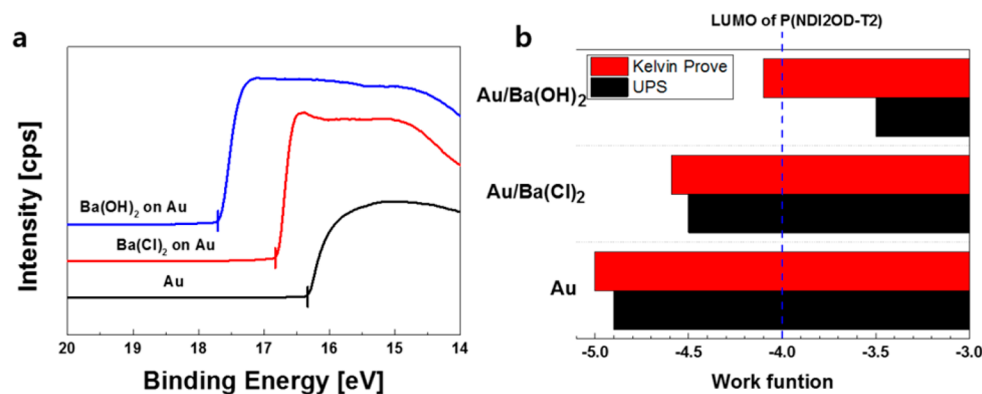 a
Intensity [cps]
Ba(OH)2 on Au
Ba(Cl)2 on Au
Au
20 19 18 17 16 15 14
Binding Energy [eV]
b
LUMO of P(NDI2OD-T2)
Kelvin Prove
UPS
Au/Ba(OH)2
Au/Ba(Cl)2
Au
-5.0 -4.5 -4.0 -3.5 -3.0
Work funtion